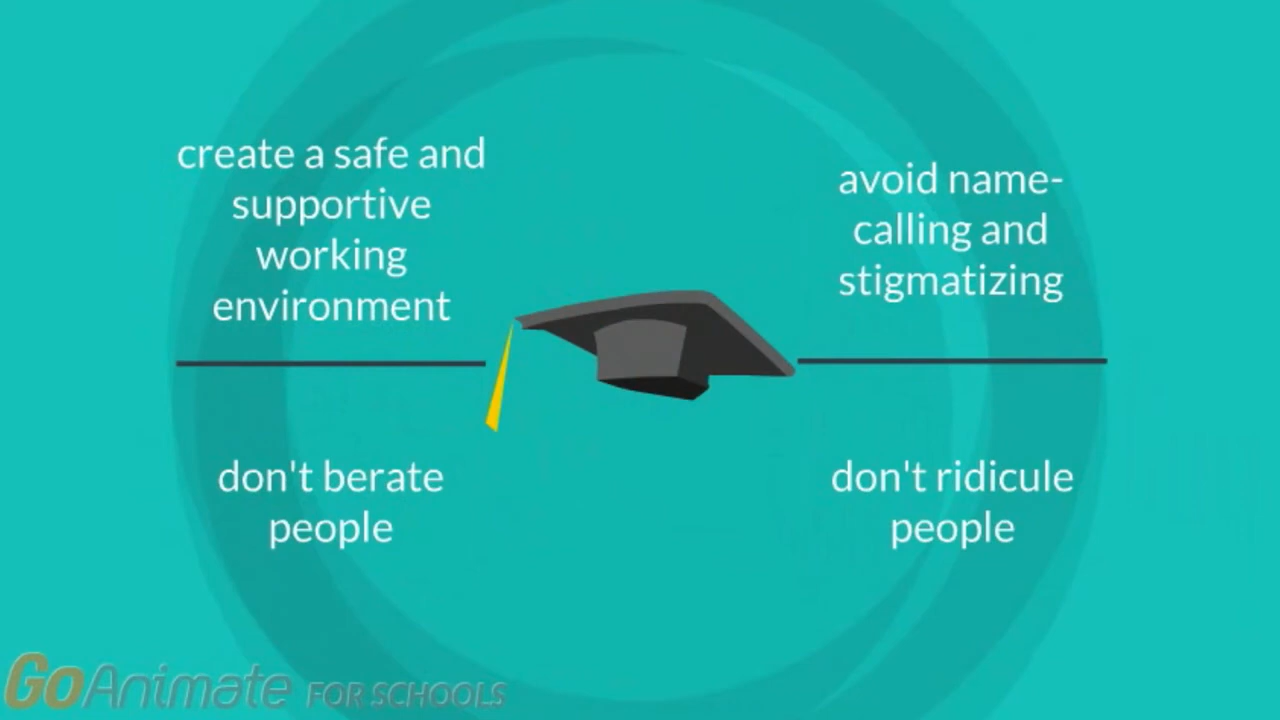 create a safe and
supportive
working
environment
avoid name-
calling and
stigmatizing
don't berate
people
don't ridicule
people
GoAnimate FOR SCHOOLS